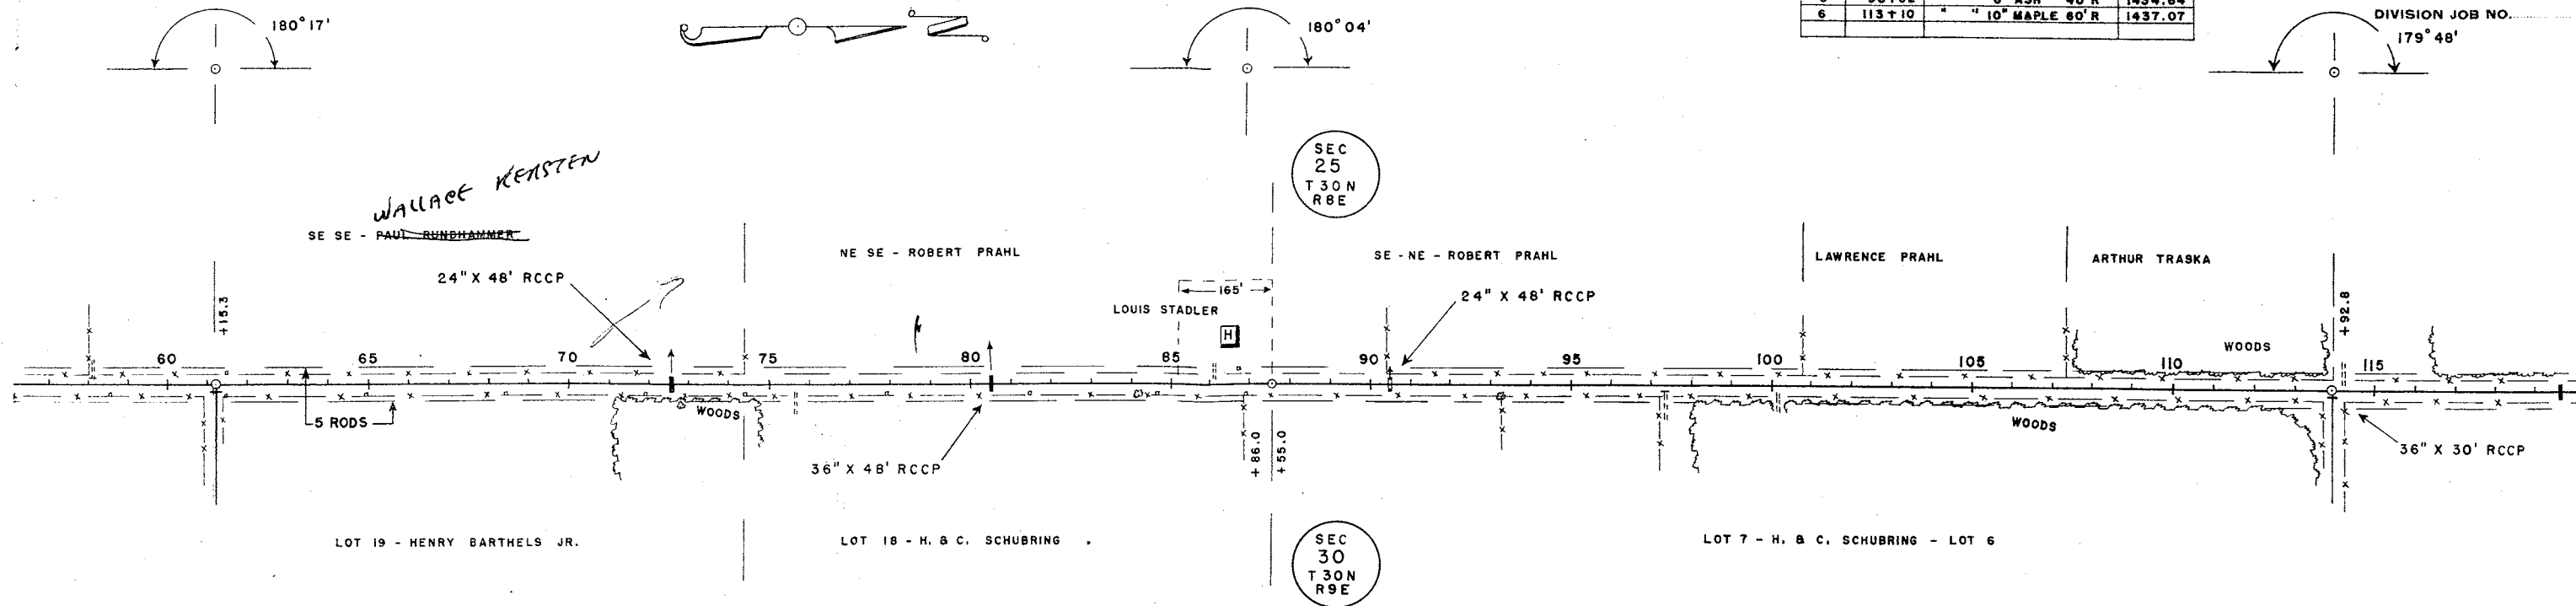 180°17'
180°04'
6 113+10 " " 10" MAPLE 60' R 1437.07
DIVISION JOB NO.
179°48'
SEC
25
T 30 N
R 8 E
WALLACE KERSTEN
SE SE - PAUL RUNDHAMMER
NE SE - ROBERT PRAHL
SE - NE - ROBERT PRAHL
LAWRENCE PRAHL
ARTHUR TRASKA
24" X 48' RCCP
165'
24" X 48' RCCP
LOUIS STADLER
+15.3
+92.8
H
WOODS
60 65 70 75 80 85 90 95 100 105 110 115
5 RODS
WOODS
WOODS
36" X 48' RCCP
+86.0
+55.0
36" X 30' RCCP
LOT 19 - HENRY BARTHELS JR.
LOT 18 - H. & C. SCHUBRING
LOT 7 - H. & C. SCHUBRING - LOT 6
SEC
30
T 30 N
R 9 E